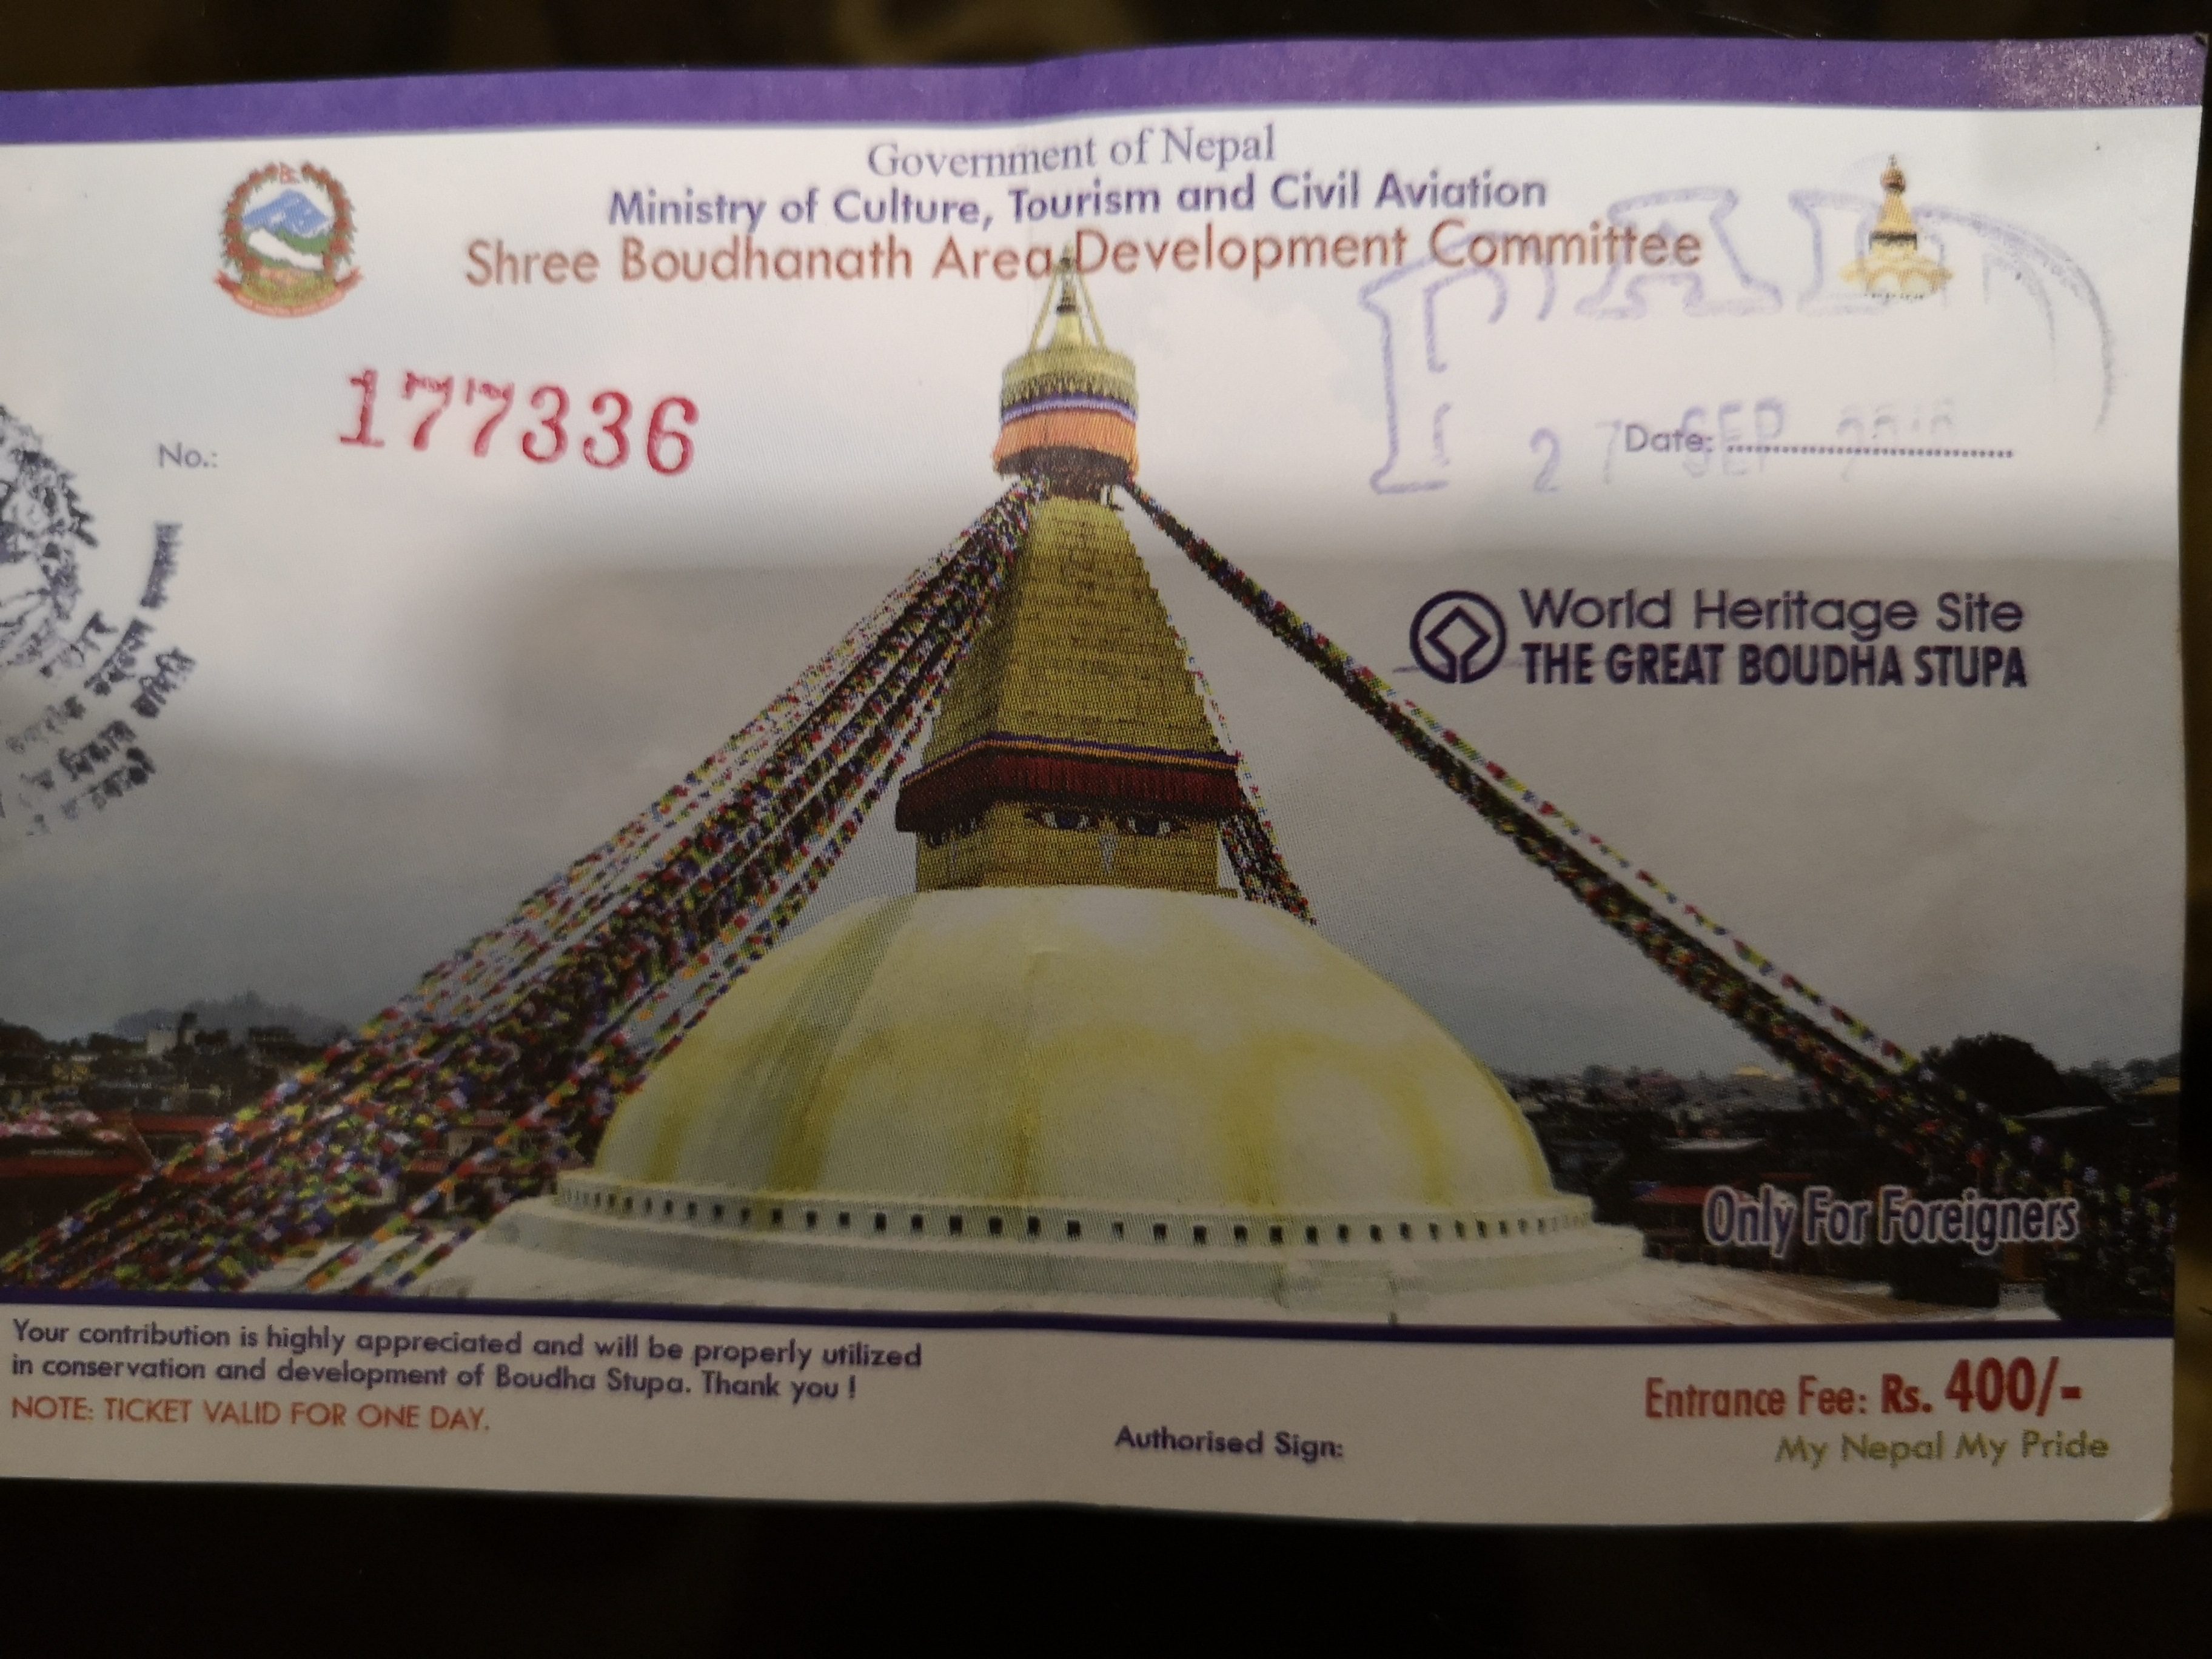 Government of Nepal
Ministry of Culture, Tourism and Civil Aviation
Shree Boudhanath Area Development Committee
PAID
No.: 177336
Date:
27 SEP
World Heritage Site
THE GREAT BOUDHA STUPA
Only For Foreigners
Your contribution is highly appreciated and will be properly utilized
in conservation and development of Boudha Stupa. Thank you !
NOTE: TICKET VALID FOR ONE DAY.
Authorised Sign:
Entrance Fee: Rs. 400/-
My Nepal My Pride